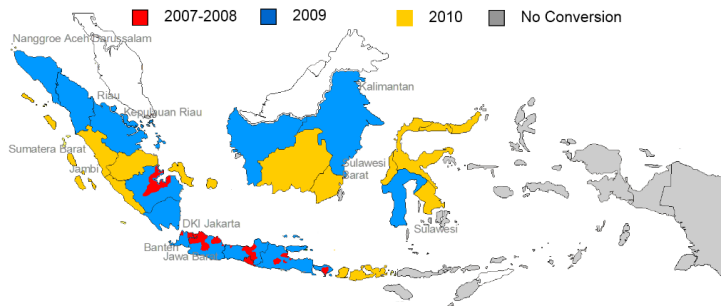 2007-2008 2009 2010 No Conversion
Nanggroe Aceh Darussalam
Riau
Kepulauan Riau
Kalimantan
Sumatera Barat
Jambi
Sulawesi
Barat
DKI Jakarta
Sulawesi
Banten
Jawa Barat